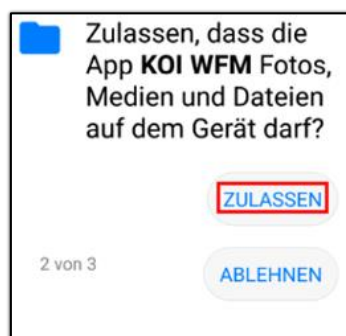 Zulassen, dass die
App KOI WFM Fotos,
Medien und Dateien
auf dem Gerät darf?
ZULASSEN
2 von 3
ABLEHNEN